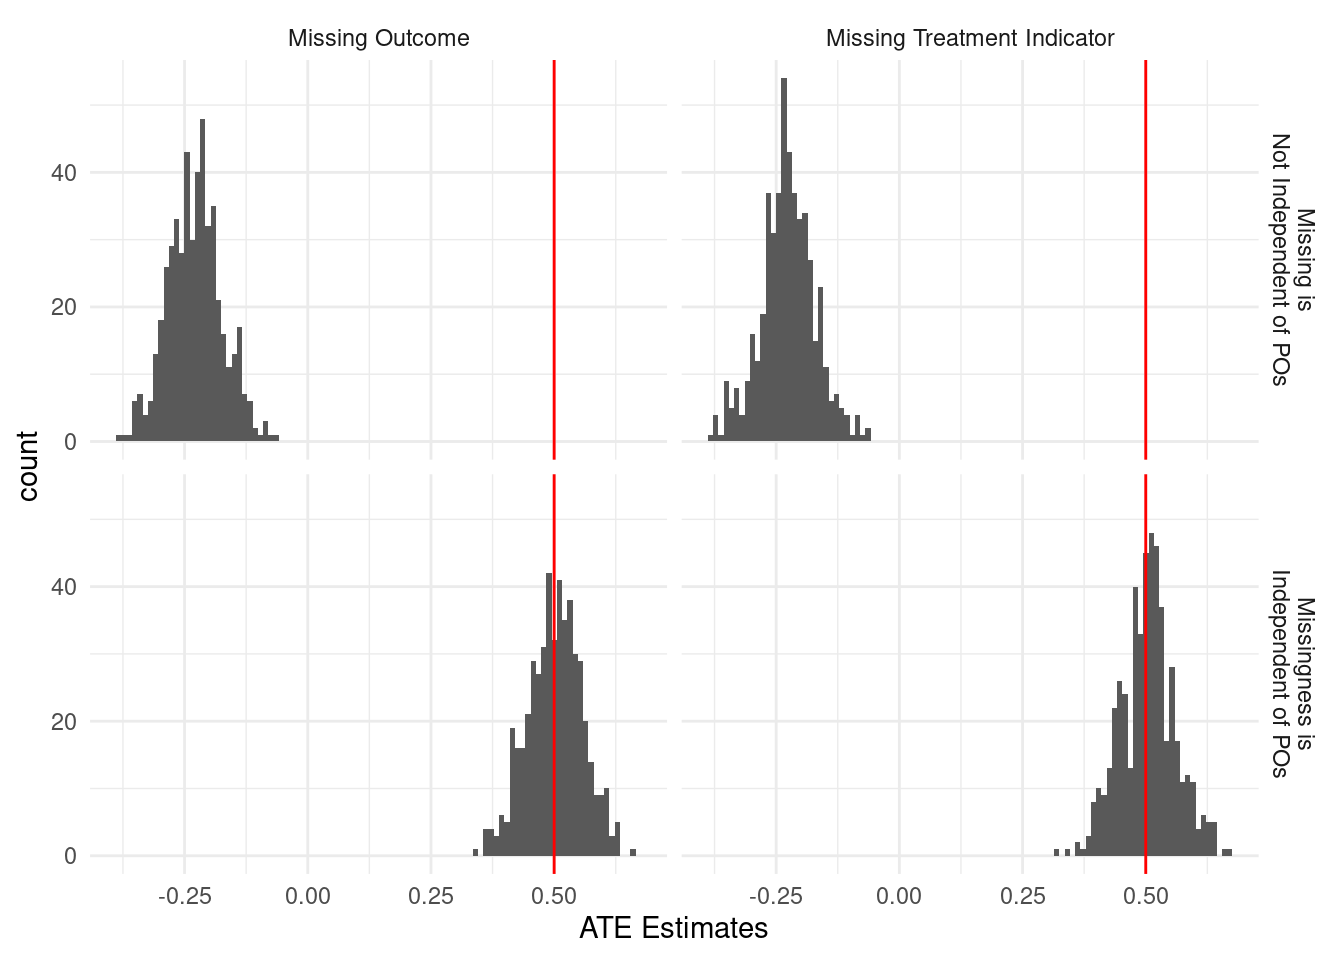 Missing Outcome
Missing Treatment Indicator
40
20
0
Missing is
Not Independent of POs
count
40
20
0
Missingness is
Independent of POs
-0.25
0.00
0.25
0.50
-0.25
0.00
0.25
0.50
ATE Estimates